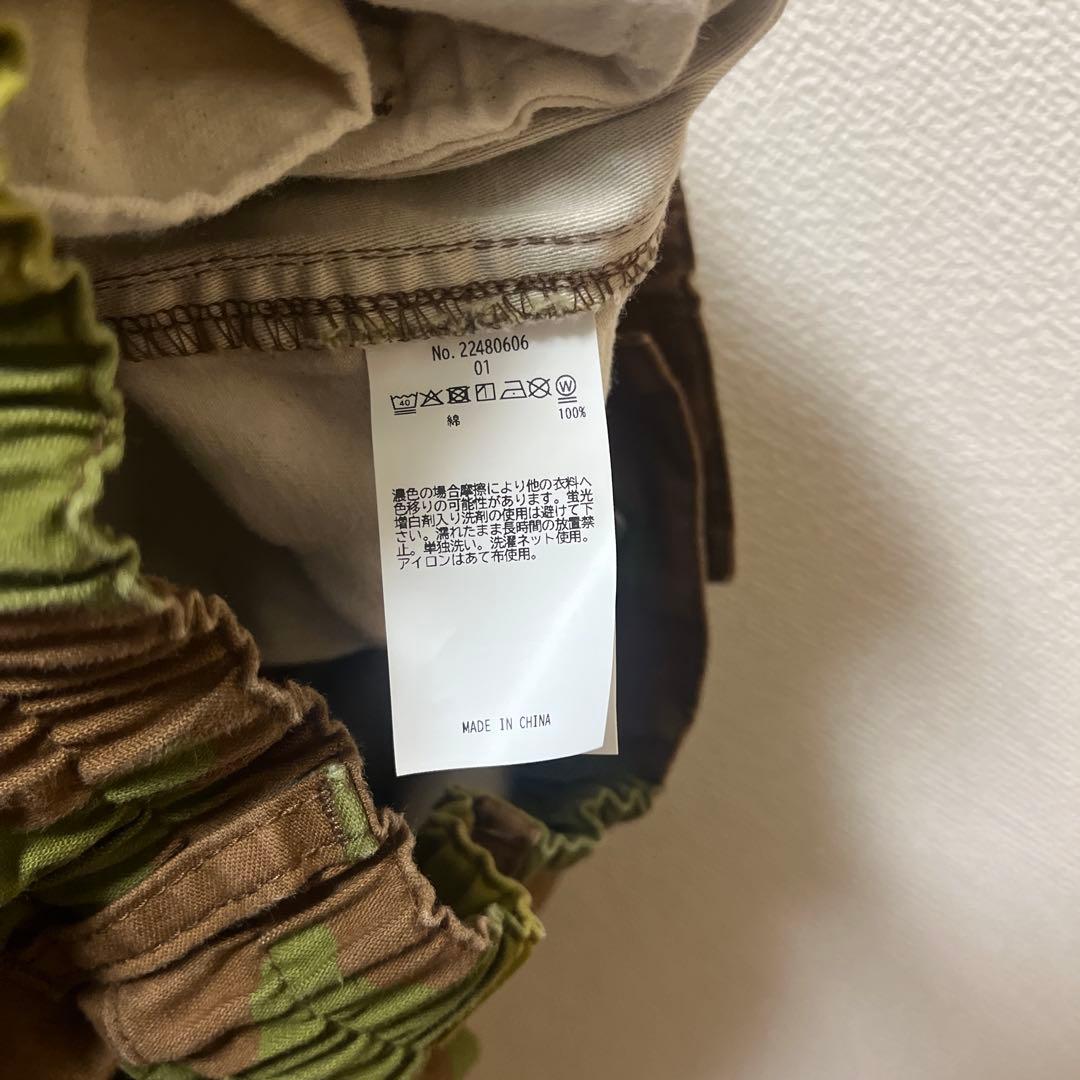 No. 22480606
01
40 W
綿 100%
濃色の場合摩擦により他の衣料へ
色移りの可能性があります。蛍光
増白剤入り洗剤の使用は避けて下
さい。濡れたまま長時間の放置禁
止。単独洗い。洗濯ネット使用。
アイロンはあて布使用。
MADE IN CHINA